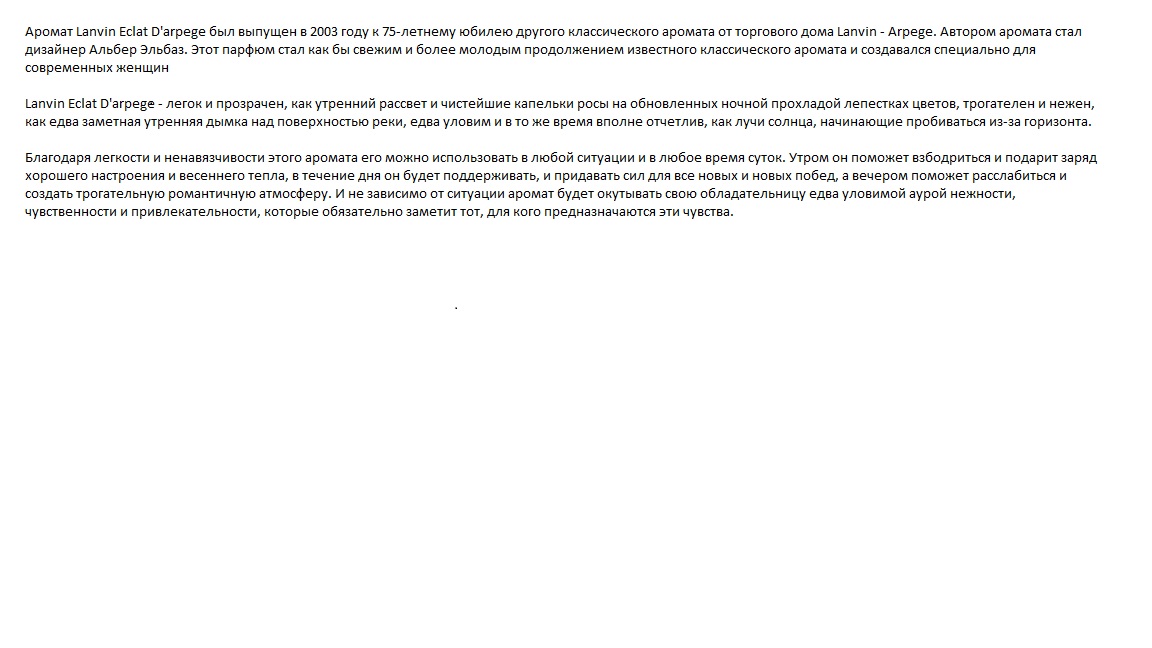 Аромат Lanvin Eclat D'arpege был выпущен в 2003 году к 75-летнему юбилею другого классического аромата от торгового дома Lanvin - Arpege. Автором аромата стал
дизайнер Альбер Эльбаз. Этот парфюм стал как бы свежим и более молодым продолжением известного классического аромата и создавался специально для
современных женщин
Lanvin Eclat D'arpege - легок и прозрачен, как утренний рассвет и чистейшие капельки росы на обновленных ночной прохладой лепестках цветов, трогателен и нежен,
как едва заметная утренняя дымка над поверхностью реки, едва уловим и в то же время вполне отчетлив, как лучи солнца, начинающие пробиваться из-за горизонта.
Благодаря легкости и ненавязчивости этого аромата его можно использовать в любой ситуации и в любое время суток. Утром он поможет взбодриться и подарит заряд
хорошего настроения и весеннего тепла, в течение дня он будет поддерживать, и придавать сил для все новых и новых побед, а вечером поможет расслабиться и
создать трогательную романтичную атмосферу. И не зависимо от ситуации аромат будет окутывать свою обладательницу едва уловимой аурой нежности,
чувственности и привлекательности, которые обязательно заметит тот, для кого предназначаются эти чувства.
.